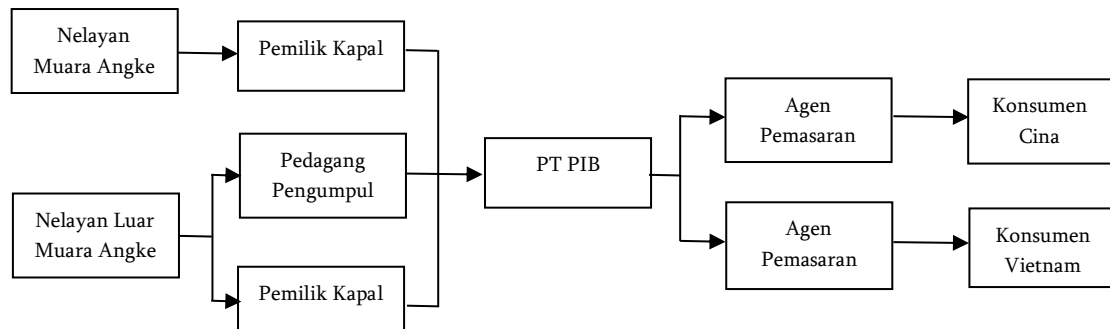 Nelayan
Muara Angke
Pemilik Kapal
Pedagang
Pengumpul
Nelayan Luar
Muara Angke
Pemilik Kapal
PT PIB
Agen
Pemasaran
Konsumen
Cina
Agen
Pemasaran
Konsumen
Vietnam